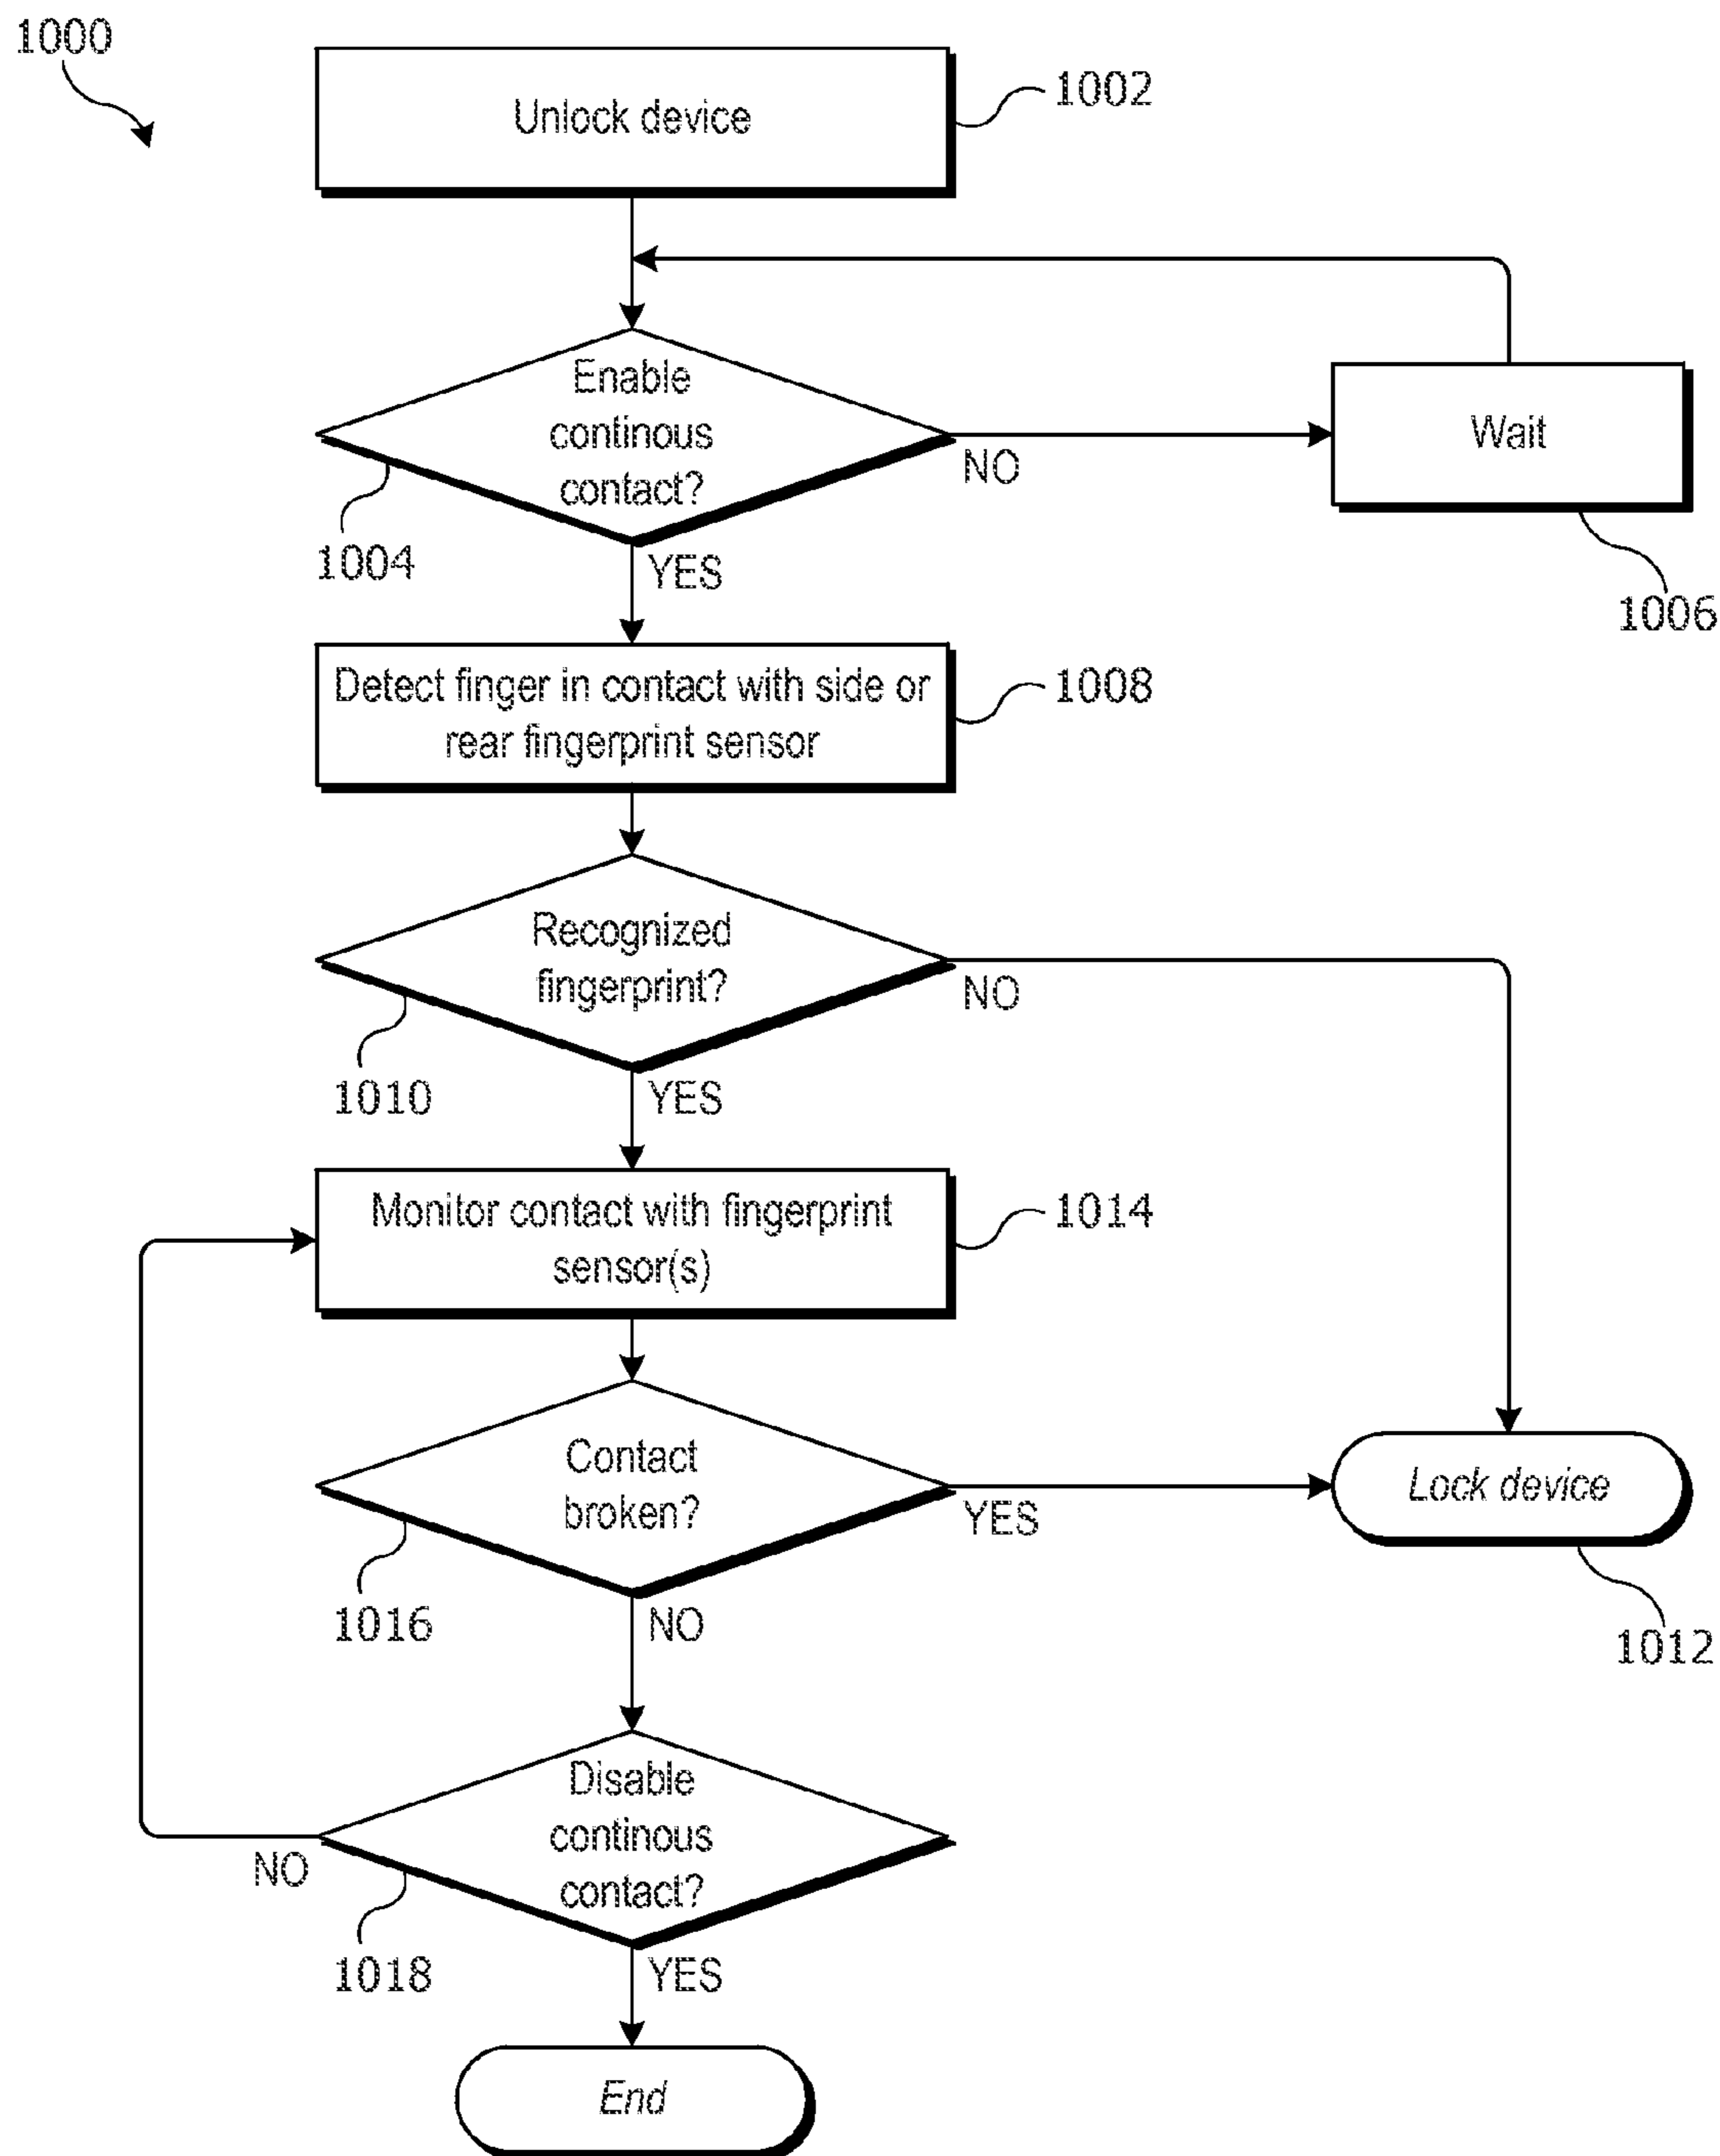 1000
Unlock device
1002
Enable
continous
contact?
NO
Wait
1004
YES
1006
Detect finger in contact with side or
rear fingerprint sensor
1008
Recognized
fingerprint?
NO
1010
YES
Monitor contact with fingerprint
sensor(s)
1014
Contact
broken?
YES
Lock device
1016
NO
1012
Disable
continous
contact?
NO
1018
YES
End